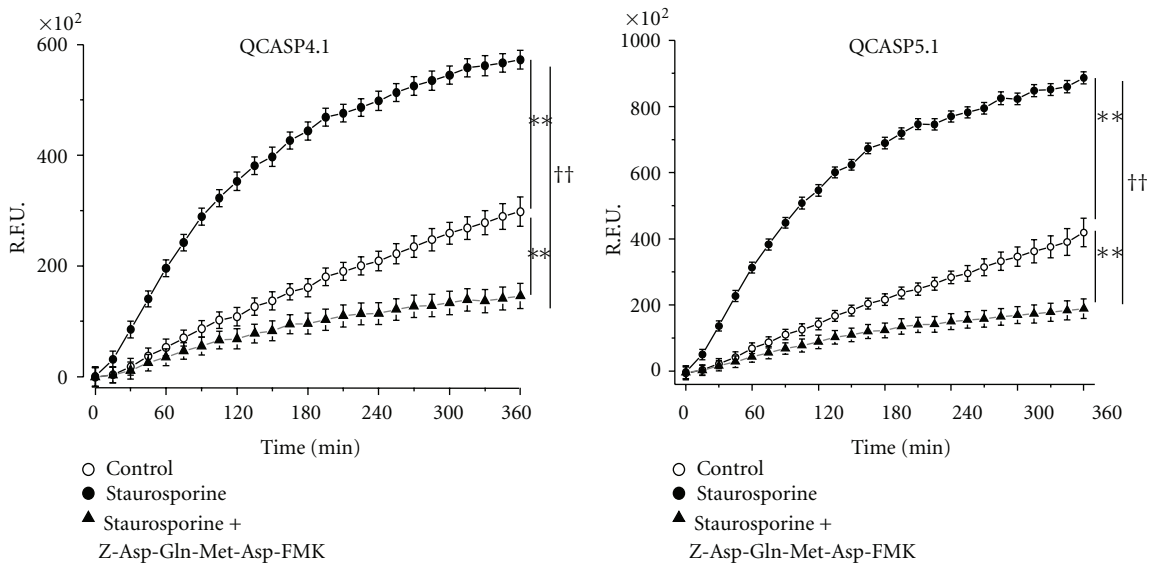 ×10²
QCASP4.1
600
400
200
0
R.F.U.
**
**
††
0 60 120 180 240 300 360
Time (min)
Control
Staurosporine
Staurosporine +
Z-Asp-Gln-Met-Asp-FMK
×10²
QCASP5.1
1000
800
600
400
200
0
R.F.U.
**
**
††
0 60 120 180 240 300 360
Time (min)
Control
Staurosporine
Staurosporine +
Z-Asp-Gln-Met-Asp-FMK